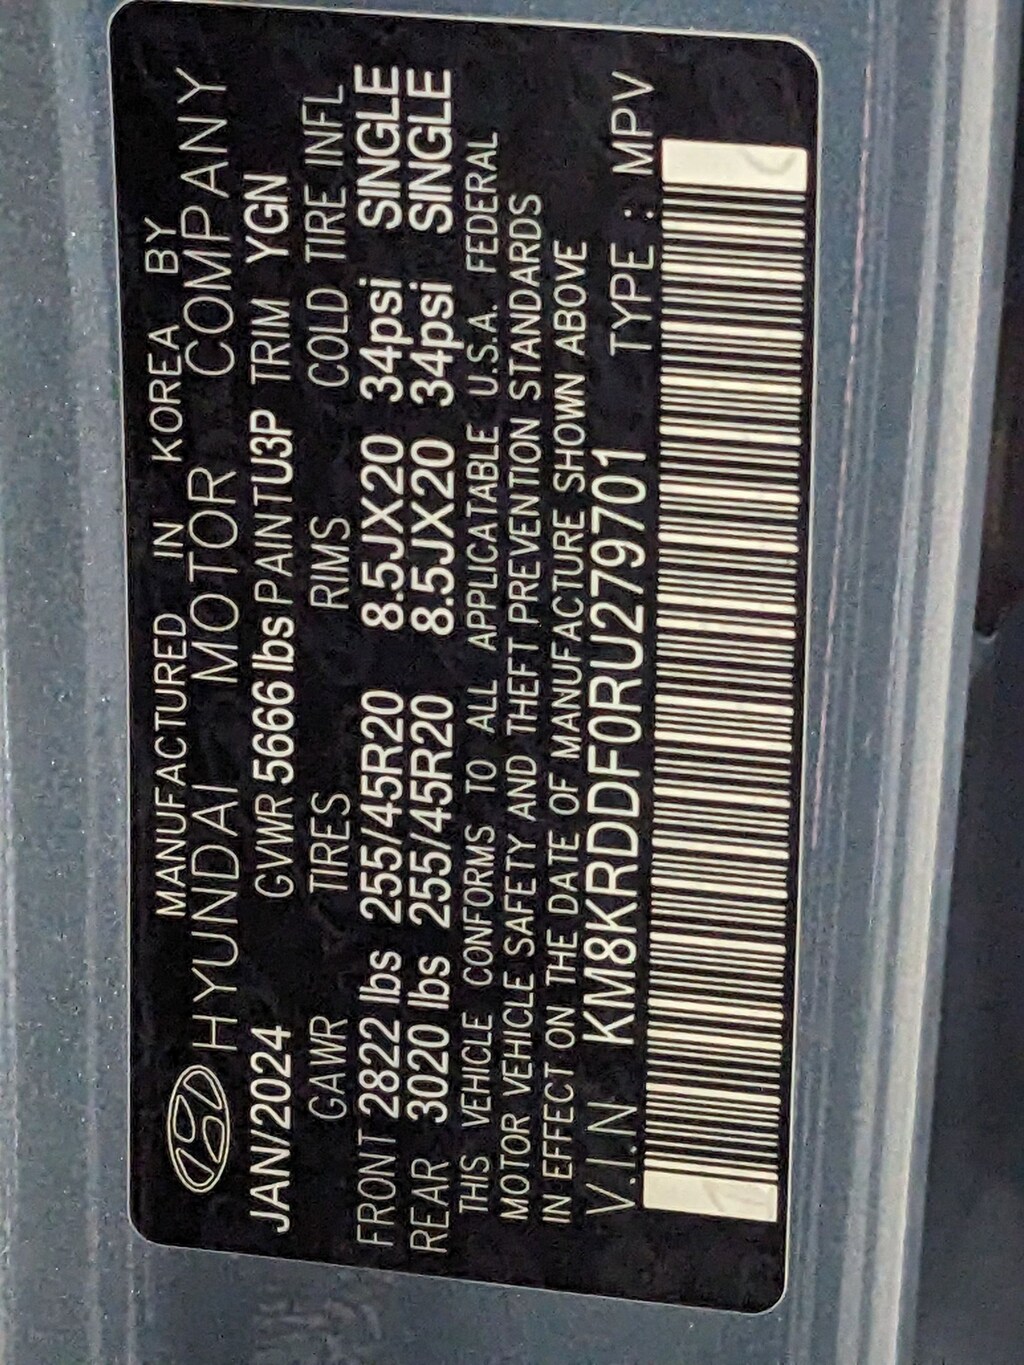 MANUFACTURED IN KOREA BY
HYUNDAI MOTOR COMPANY
JAN/2024 GVWR 5666 lbs PAINT U3P TRIM YGN
GAWR TIRES RIMS COLD TIRE INFL
FRONT 2822 lbs 255/45R20 8.5JX20 34psi SINGLE
REAR 3020 lbs 255/45R20 8.5JX20 34psi SINGLE
THIS VEHICLE CONFORMS TO ALL APPLICATABLE U.S.A. FEDERAL
MOTOR VEHICLE SAFETY AND THEFT PREVENTION STANDARDS
IN EFFECT ON THE DATE OF MANUFACTURE SHOWN ABOVE
V.I.N KM8KRDDF0RU279701 TYPE : MPV